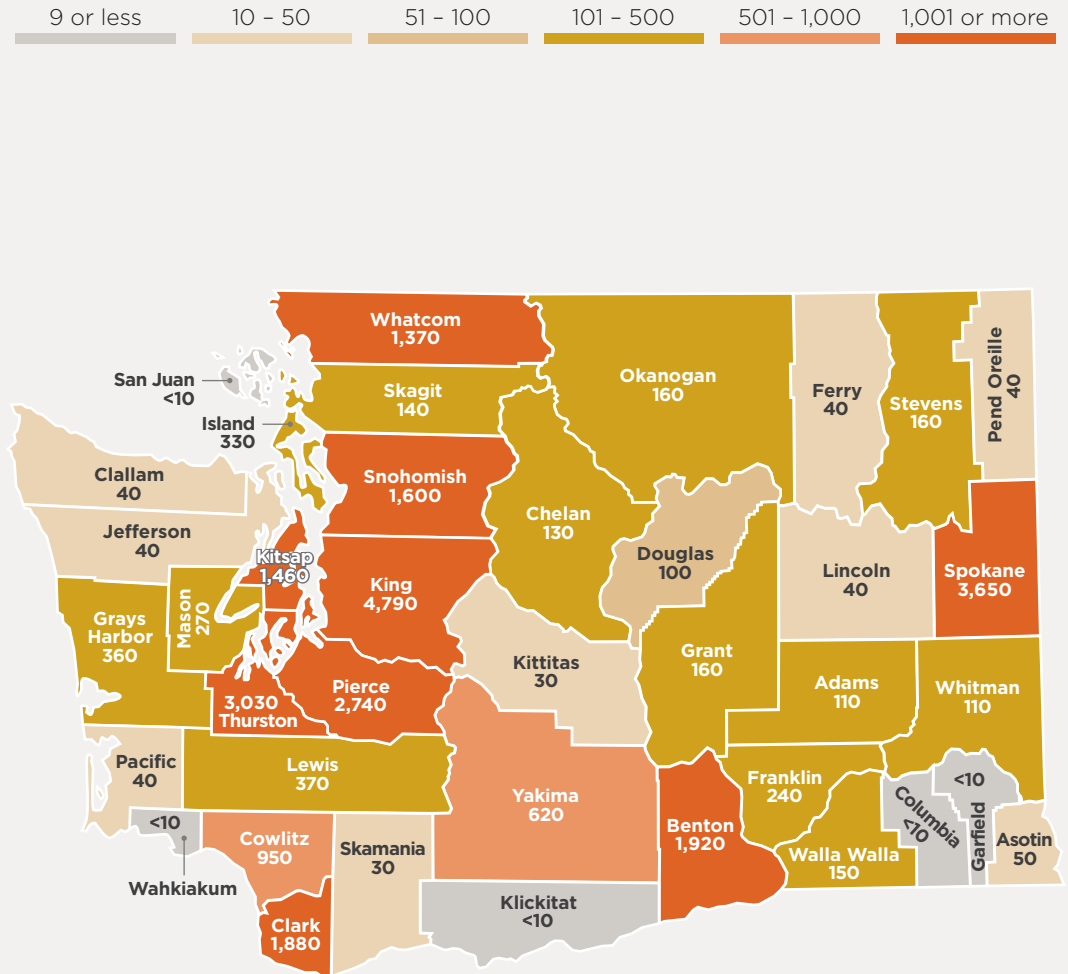 9 or less
10 – 50
51 – 100
101 – 500
501 – 1,000
1,001 or more
Whatcom
1,370
San Juan
<10
Skagit
140
Island
330
Okanogan
160
Ferry
40
Stevens
160
Pend Oreille
40
Clallam
40
Snohomish
1,600
Jefferson
40
Chelan
130
Douglas
100
Kitsap
1,460
King
4,790
Lincoln
40
Spokane
3,650
Grays
Harbor
360
Mason
270
Kittitas
30
Grant
160
Adams
110
Whitman
110
3,030
Thurston
Pierce
2,740
Pacific
40
Lewis
370
Yakima
620
Franklin
240
Columbia
<10
<10
Garfield
<10
Wahkiakum
Cowlitz
950
Skamania
30
Benton
1,920
Walla Walla
150
Asotin
50
Klickitat
<10
Clark
1,880